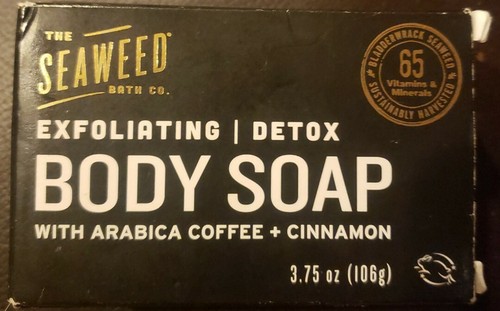 THE
SEAWEED
BATH CO.
BLADDERWRACK SEAWEED
65
Vitamins &
Minerals
SUSTAINABLY HARVESTED
EXFOLIATING | DETOX
BODY SOAP
WITH ARABICA COFFEE + CINNAMON
3.75 oz (106g)